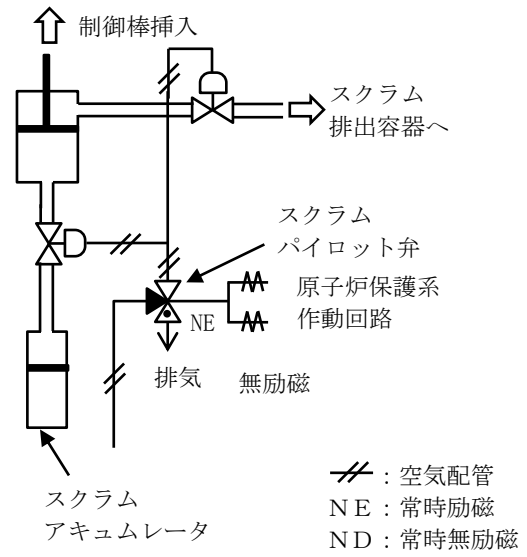 制御棒挿入
スクラム
排出容器へ
スクラム
パイロット弁
原子炉保護系
作動回路
NE
排気
無励磁
スクラム
アキュムレータ
：空気配管
ＮＥ：常時励磁
ＮＤ：常時無励磁